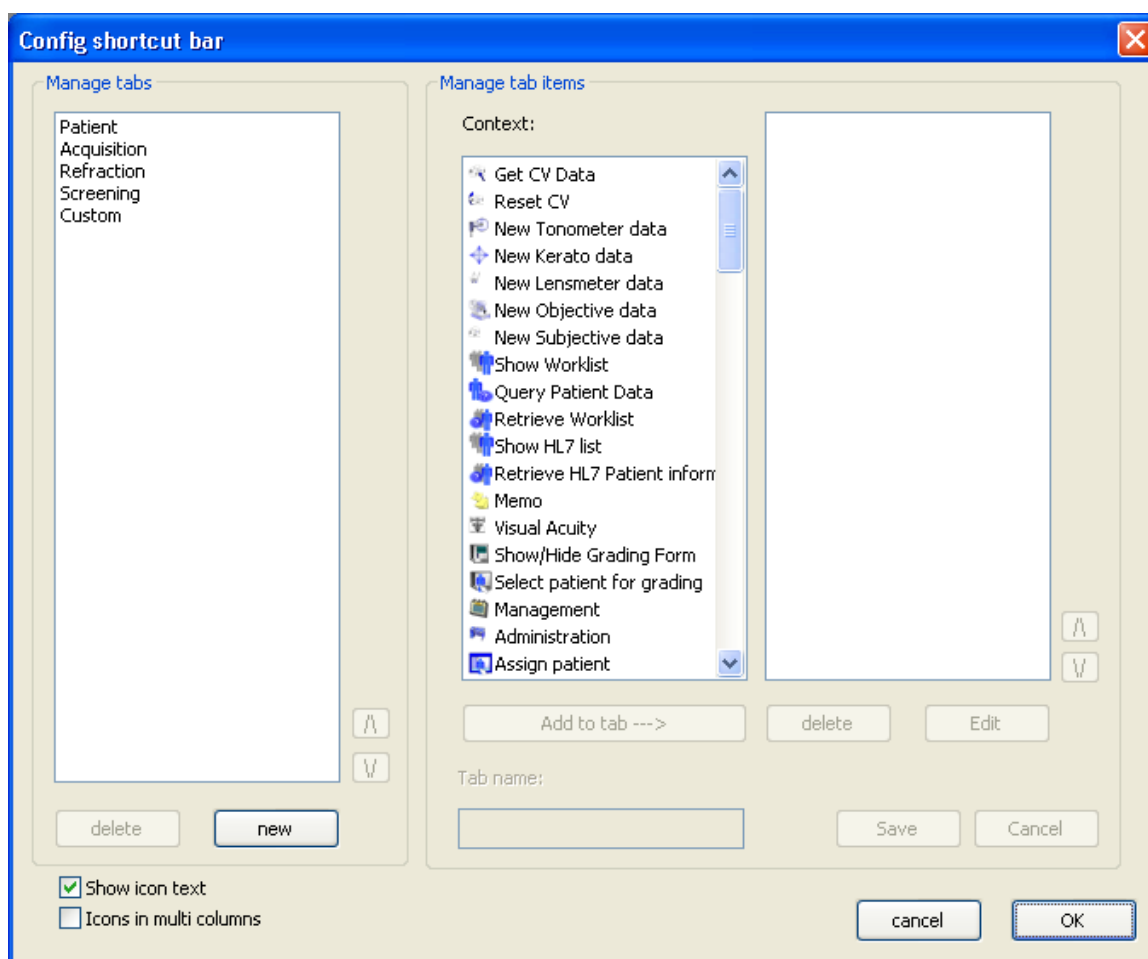 Config shortcut bar
Manage tabs
Patient
Acquisition
Refraction
Screening
Custom
/\
\/
delete
new
Manage tab items
Context:
Get CV Data
Reset CV
New Tonometer data
New Kerato data
New Lensmeter data
New Objective data
New Subjective data
Show Worklist
Query Patient Data
Retrieve Worklist
Show HL7 list
Retrieve HL7 Patient inform
Memo
Visual Acuity
Show/Hide Grading Form
Select patient for grading
Management
Administration
Assign patient
/\
\/
Add to tab --->
delete
Edit
Tab name:
Save
Cancel
Show icon text
Icons in multi columns
cancel
OK